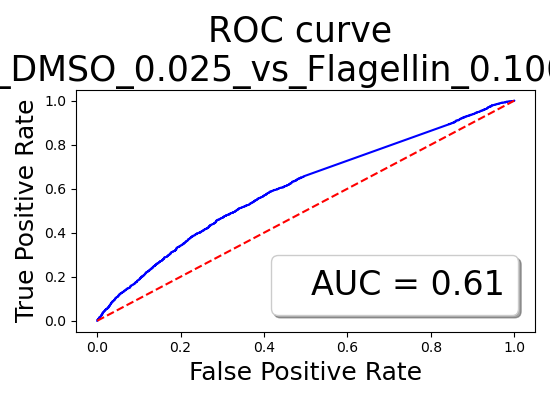 ROC curve
_DMSO_0.025_vs_Flagellin_0.100
True Positive Rate
1.0
0.8
0.6
0.4
0.2
0.0
AUC = 0.61
0.0 0.2 0.4 0.6 0.8 1.0
False Positive Rate